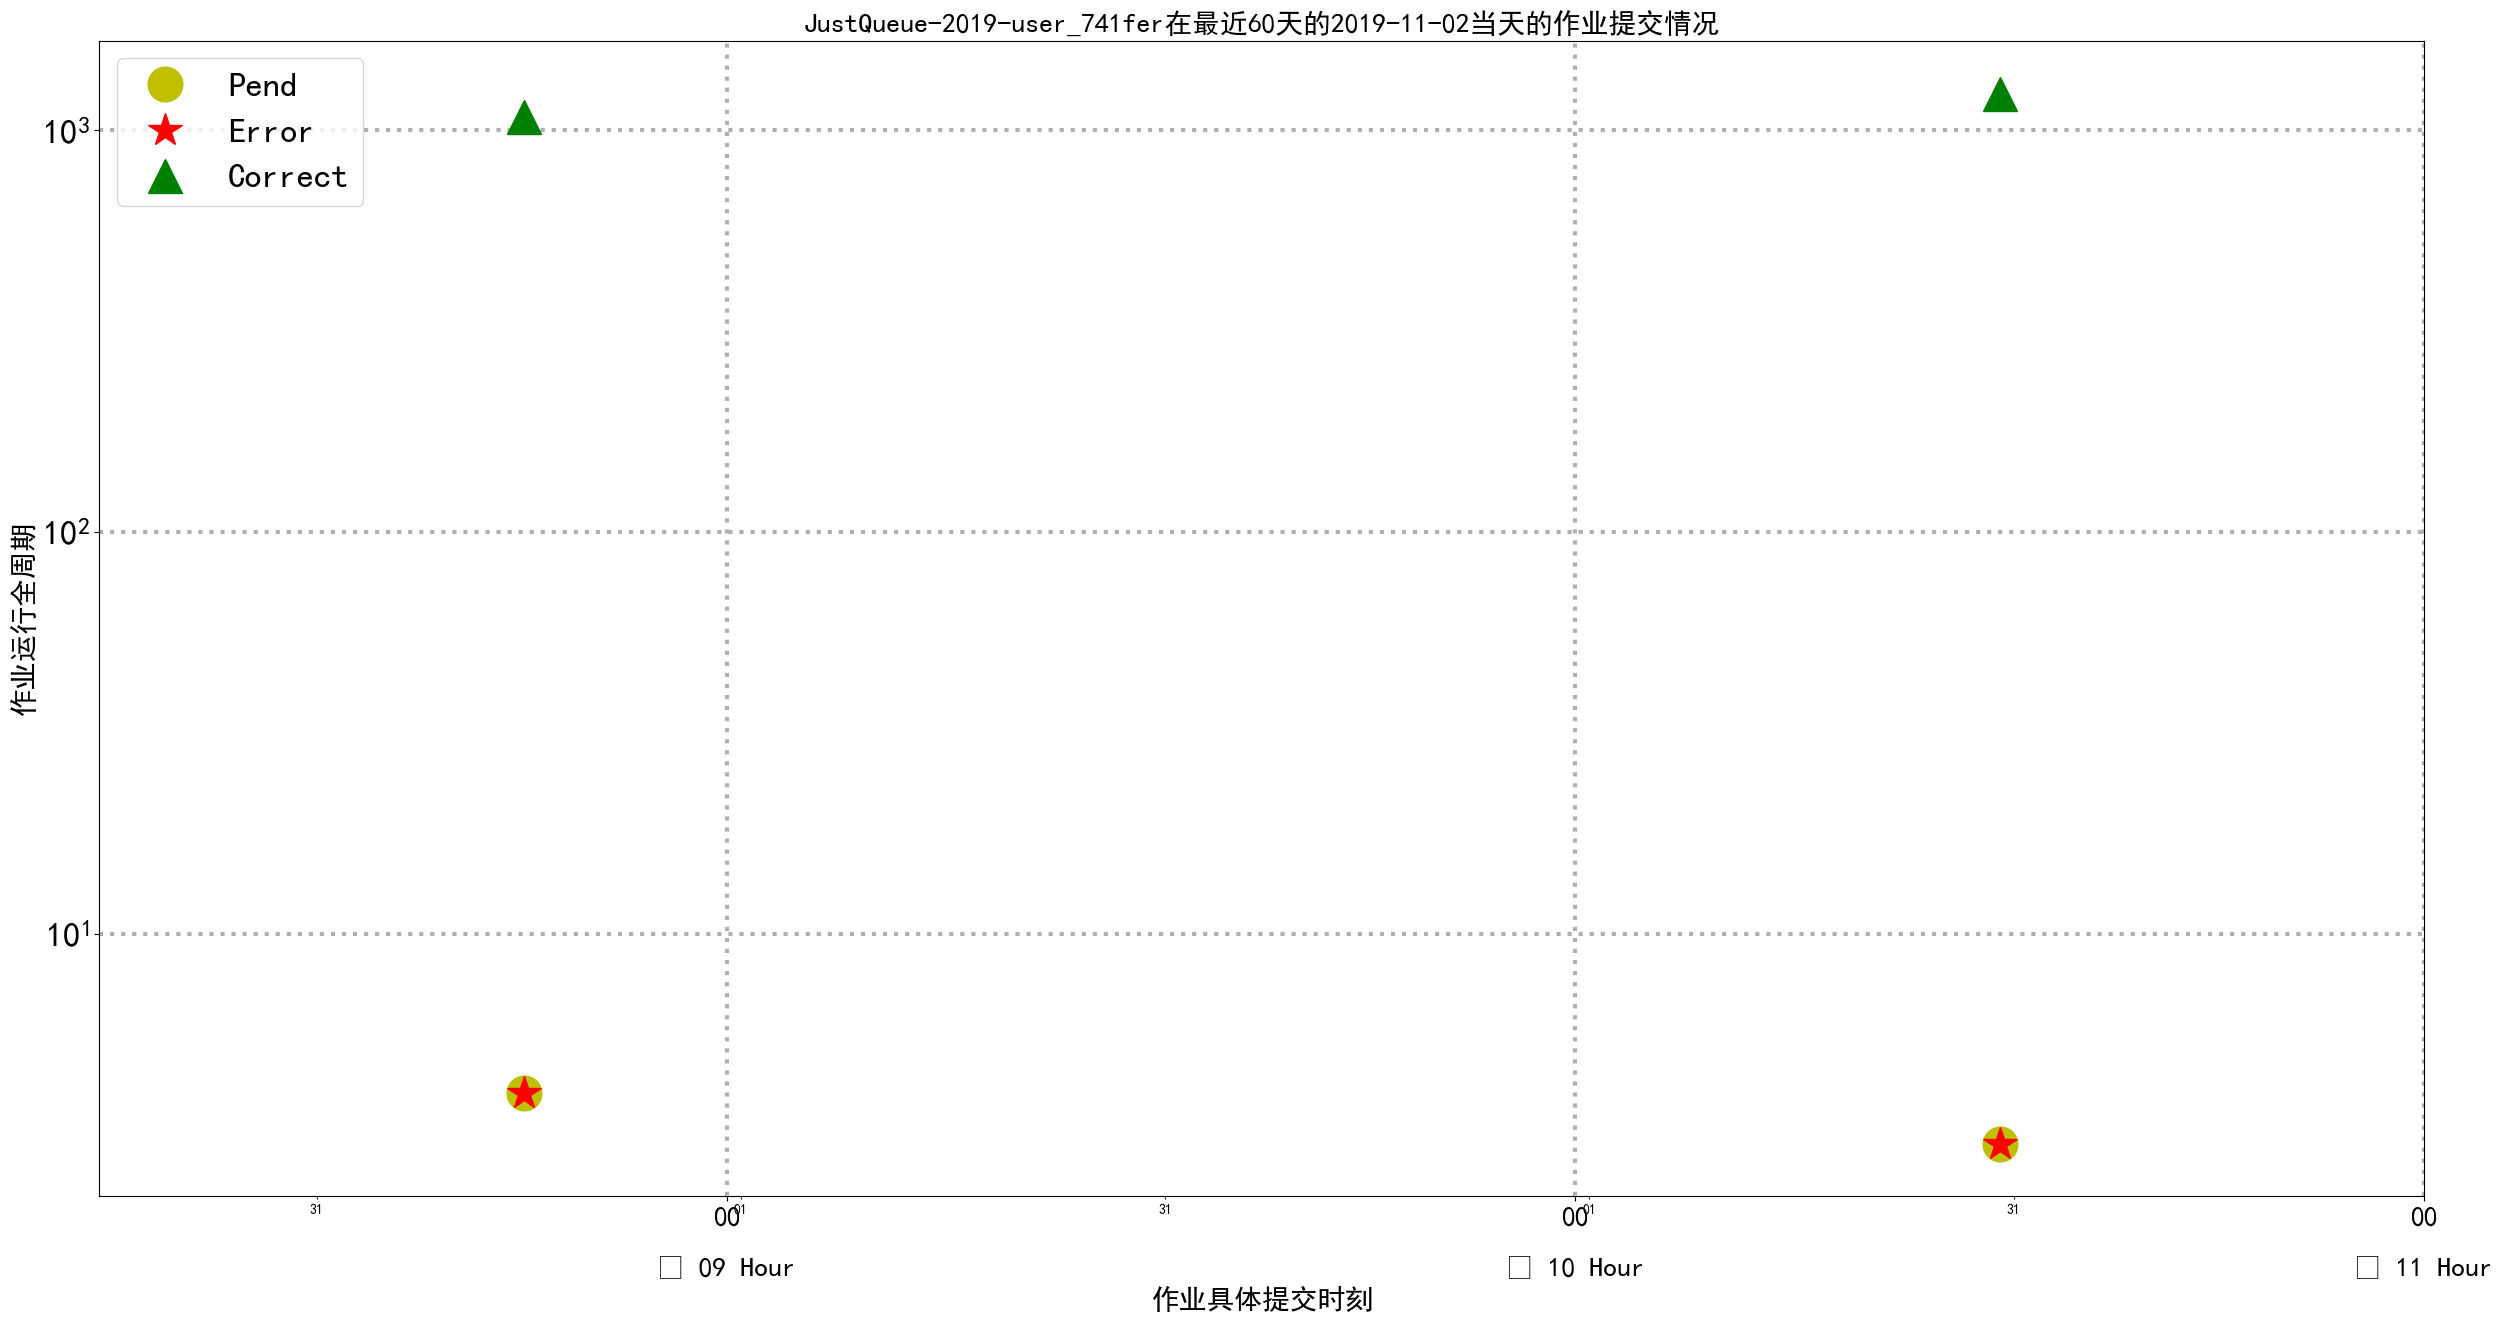 JustQueue-2019-user_741fer在最近60天的2019-11-02当天的作业提交情况
Pend
Error
Correct
10³
10²
10¹
作业运行全周期
31 00 01 31 00 01 31 00
□ 09 Hour □ 10 Hour □ 11 Hour
作业具体提交时刻